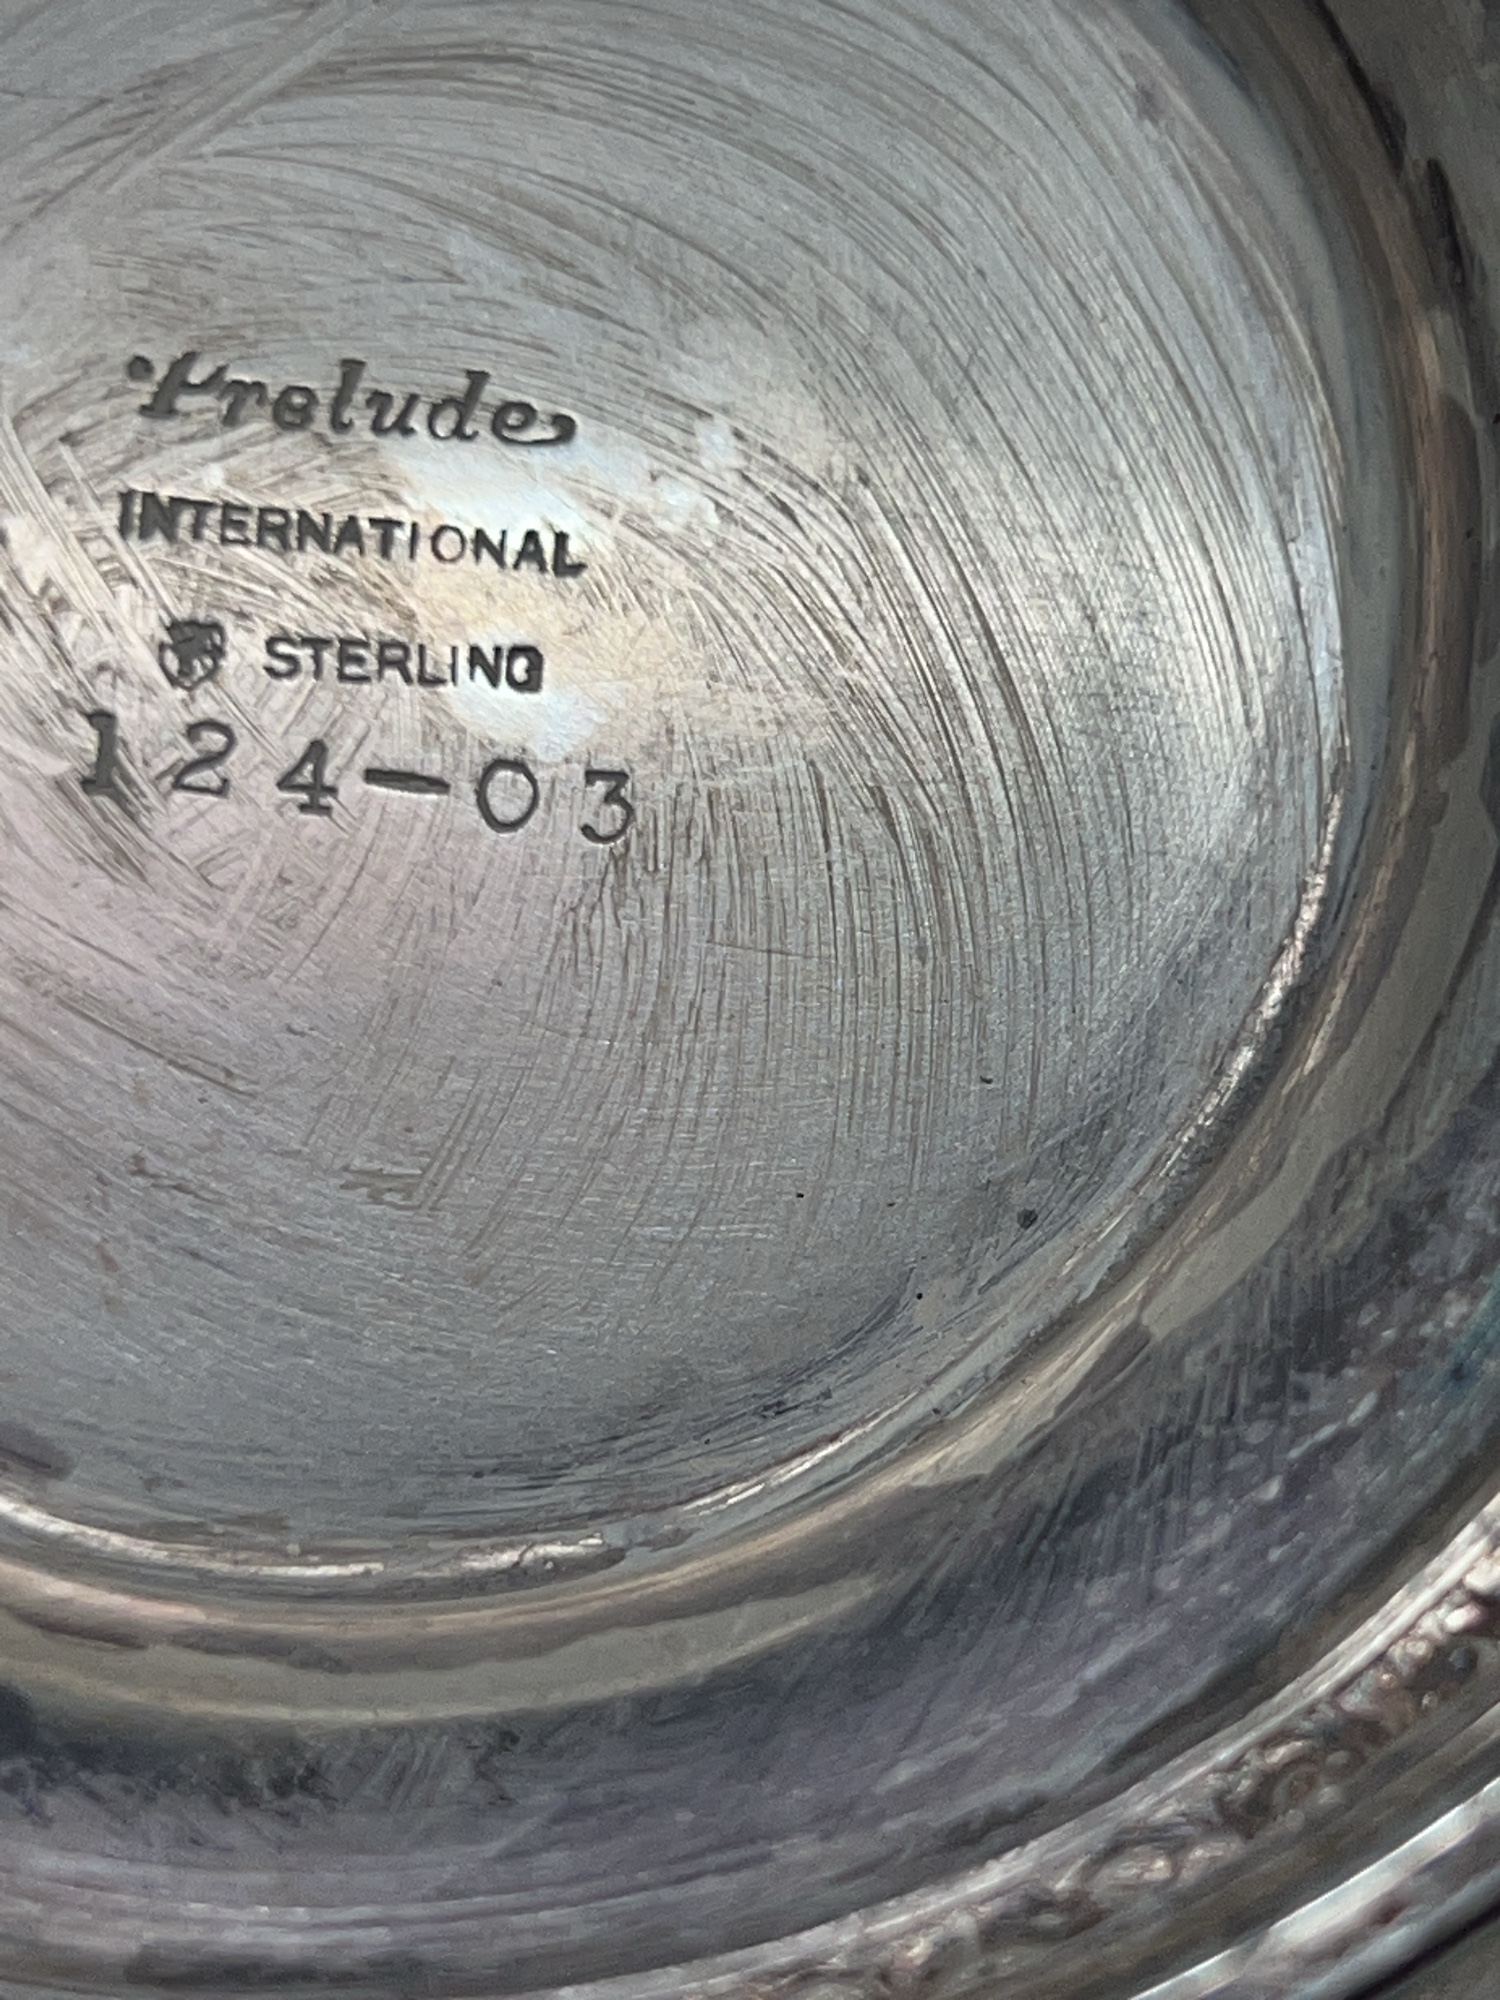 Prelude
INTERNATIONAL
STERLING
124-03